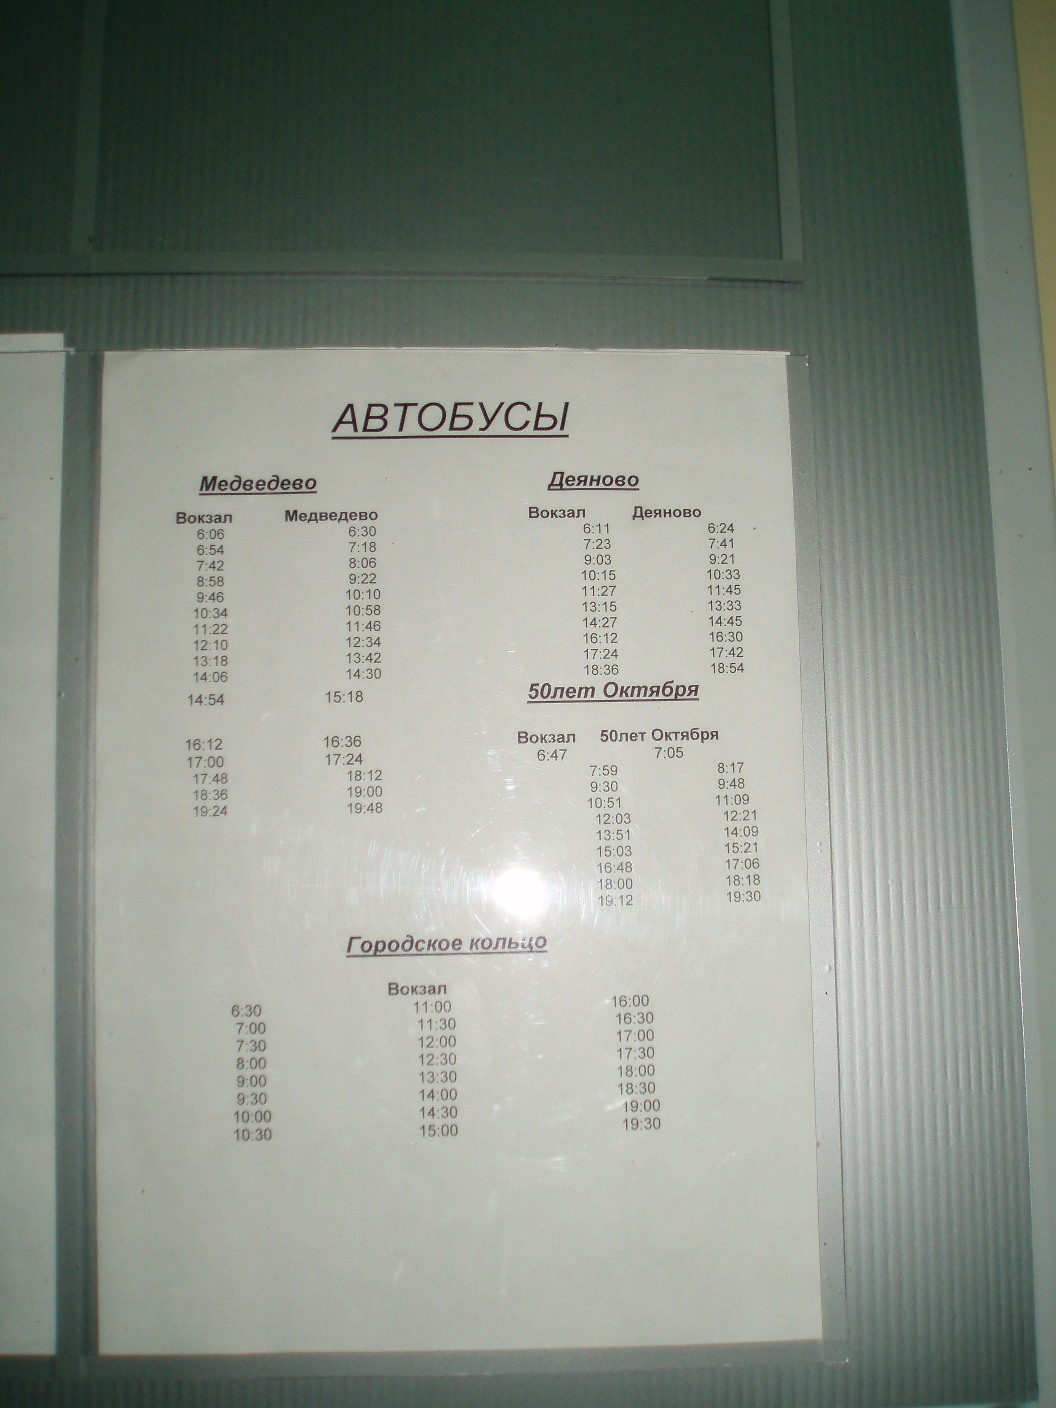 АВТОБУСЫ
Медведево
Вокзал Медведево
6:06 6:30
6:54 7:18
7:42 8:06
8:58 9:22
9:46 10:10
10:34 10:58
11:22 11:46
12:10 12:34
13:18 13:42
14:06 14:30
14:54 15:18
16:12 16:36
17:00 17:24
17:48 18:12
18:36 19:00
19:24 19:48
Деяново
Вокзал Деяново
6:11 6:24
7:23 7:41
9:03 9:21
10:15 10:33
11:27 11:45
13:15 13:33
14:27 14:45
16:12 16:30
17:24 17:42
18:36 18:54
50лет Октября
Вокзал 50лет Октября
6:47 7:05
7:59 8:17
9:30 9:48
10:51 11:09
12:03 12:21
13:51 14:09
15:03 15:21
16:48 17:06
18:00 18:18
19:12 19:30
Городское кольцо
Вокзал
6:30 11:00 16:00
7:00 11:30 16:30
7:30 12:00 17:00
8:00 12:30 17:30
9:00 13:30 18:00
9:30 14:00 18:30
10:00 14:30 19:00
10:30 15:00 19:30